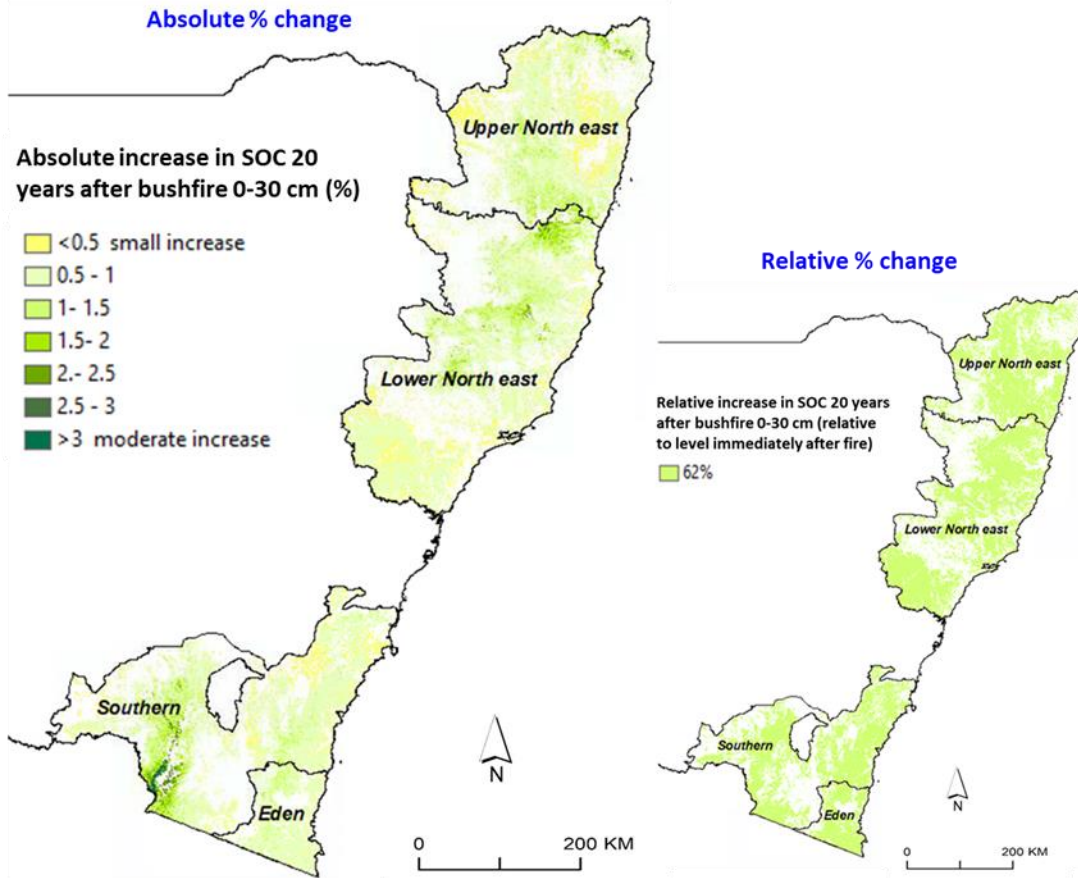 Absolute % change
Absolute increase in SOC 20
years after bushfire 0-30 cm (%)
<0.5 small increase
0.5 - 1
1- 1.5
1.5- 2
2.- 2.5
2.5 - 3
>3 moderate increase
Upper North east
Lower North east
Southern
Eden
N
0 200 KM
Relative % change
Relative increase in SOC 20 years
after bushfire 0-30 cm (relative
to level immediately after fire)
62%
Upper North east
Lower North east
Southern
Eden
N
0 200 KM